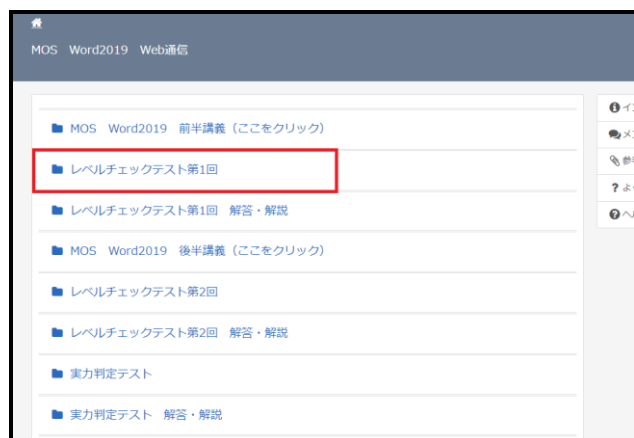 MOS Word2019 Web通信
MOS Word2019 前半講義（ここをクリック）
レベルチェックテスト第1回
レベルチェックテスト第1回 解答・解説
MOS Word2019 後半講義（ここをクリック）
レベルチェックテスト第2回
レベルチェックテスト第2回 解答・解説
実力判定テスト
実力判定テスト 解答・解説